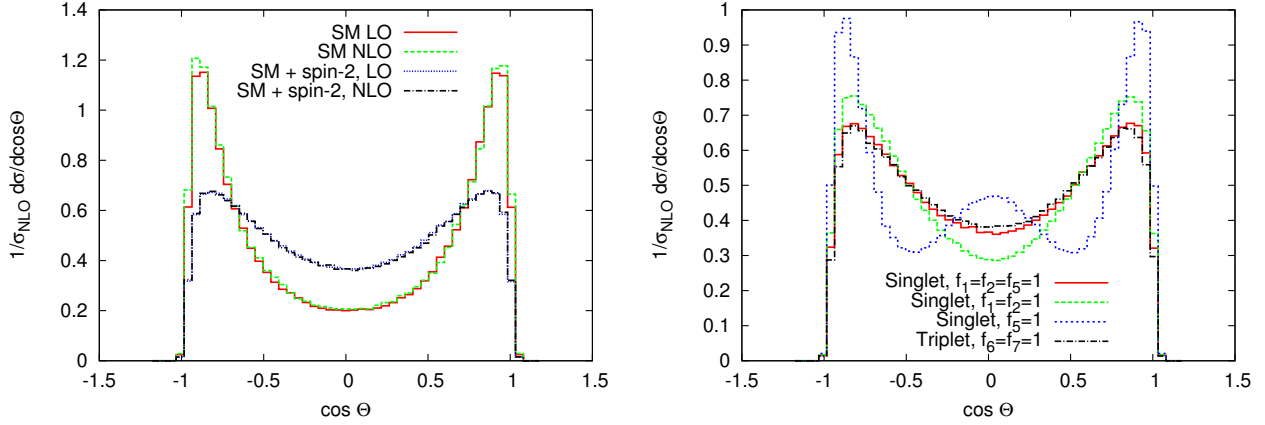 1/σ_NLO dσ/dcosΘ
1.4
1.2
1
0.8
0.6
0.4
0.2
0
-1.5
-1
-0.5
0
0.5
1
1.5
cos Θ
SM LO
SM NLO
SM + spin-2, LO
SM + spin-2, NLO
1/σ_NLO dσ/dcosΘ
1
0.9
0.8
0.7
0.6
0.5
0.4
0.3
0.2
0.1
0
-1.5
-1
-0.5
0
0.5
1
1.5
cos Θ
Singlet, f₁=f₂=f₅=1
Singlet, f₁=f₂=1
Singlet, f₅=1
Triplet, f₆=f₇=1